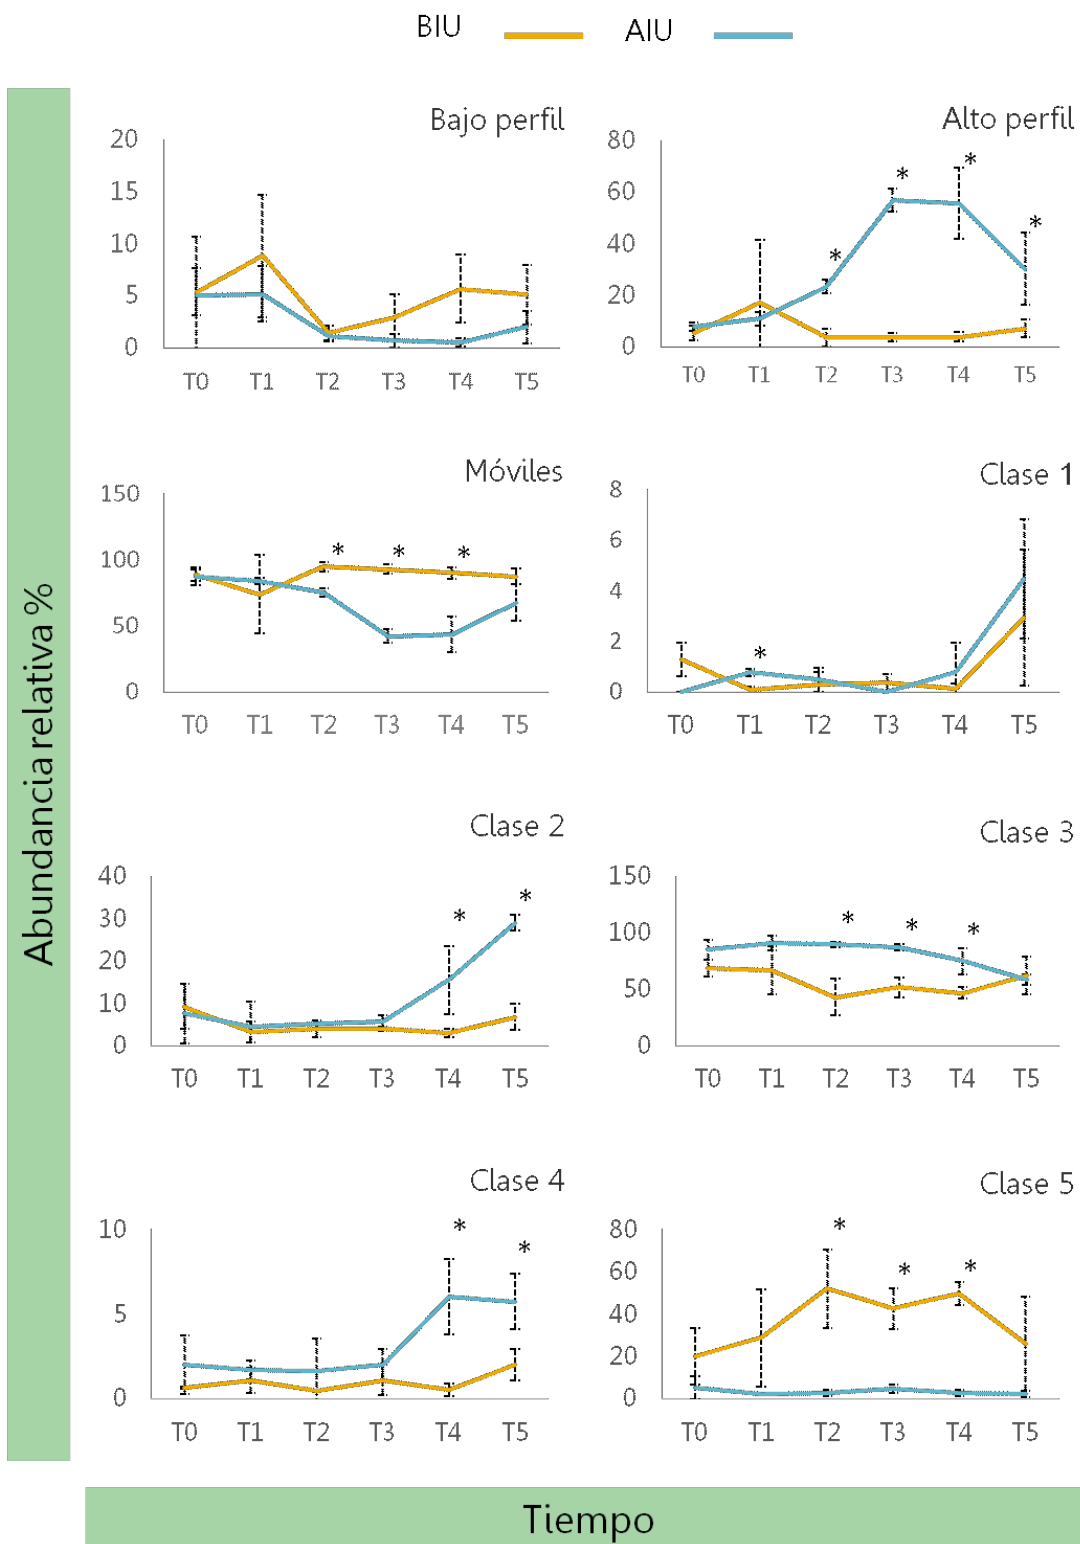 BIU AIU
Abundancia relativa %
Bajo perfil
20
15
10
5
0
T0 T1 T2 T3 T4 T5
Alto perfil
80
60
40
20
0
* * * * 
T0 T1 T2 T3 T4 T5
Móviles
150
100
50
0
* * *
T0 T1 T2 T3 T4 T5
Clase 1
8
6
4
2
0
*
T0 T1 T2 T3 T4 T5
Clase 2
40
30
20
10
0
* *
T0 T1 T2 T3 T4 T5
Clase 3
150
100
50
0
* * *
T0 T1 T2 T3 T4 T5
Clase 4
10
5
0
* *
T0 T1 T2 T3 T4 T5
Clase 5
80
60
40
20
0
* * *
T0 T1 T2 T3 T4 T5
Tiempo